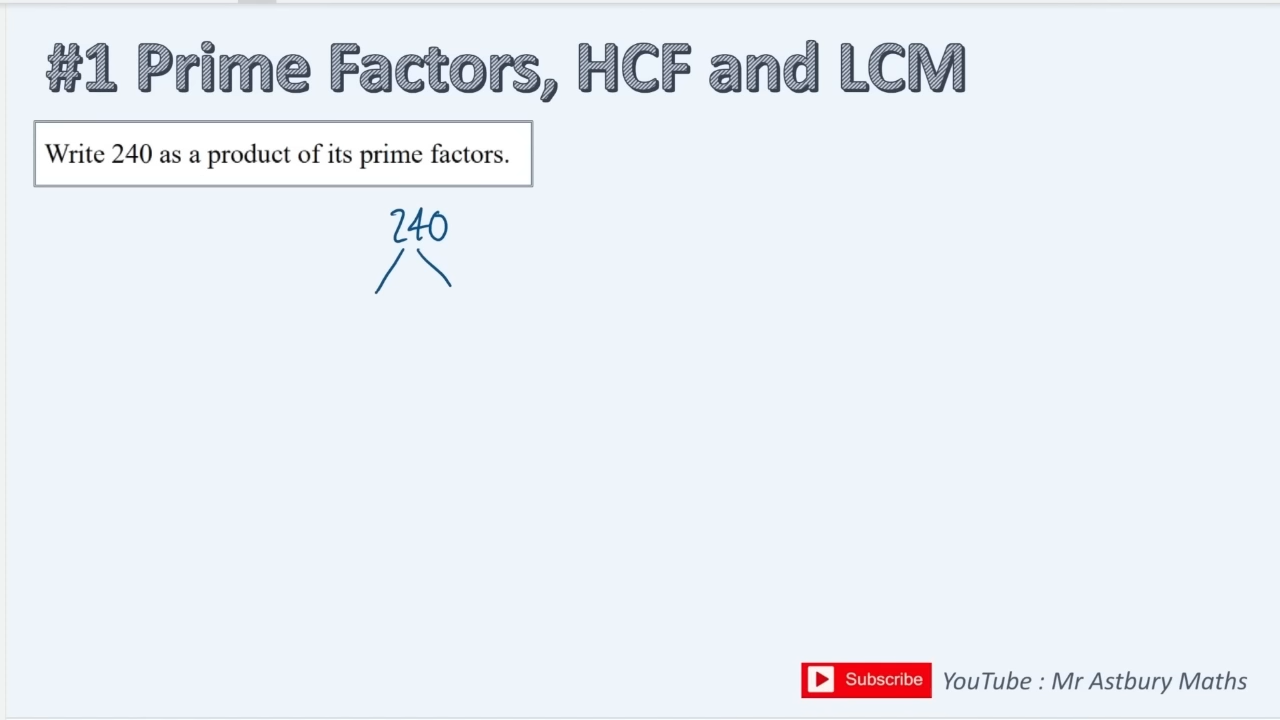 #1 Prime Factors, HCF and LCM
Write 240 as a product of its prime factors.
240
Subscribe YouTube : Mr Astbury Maths